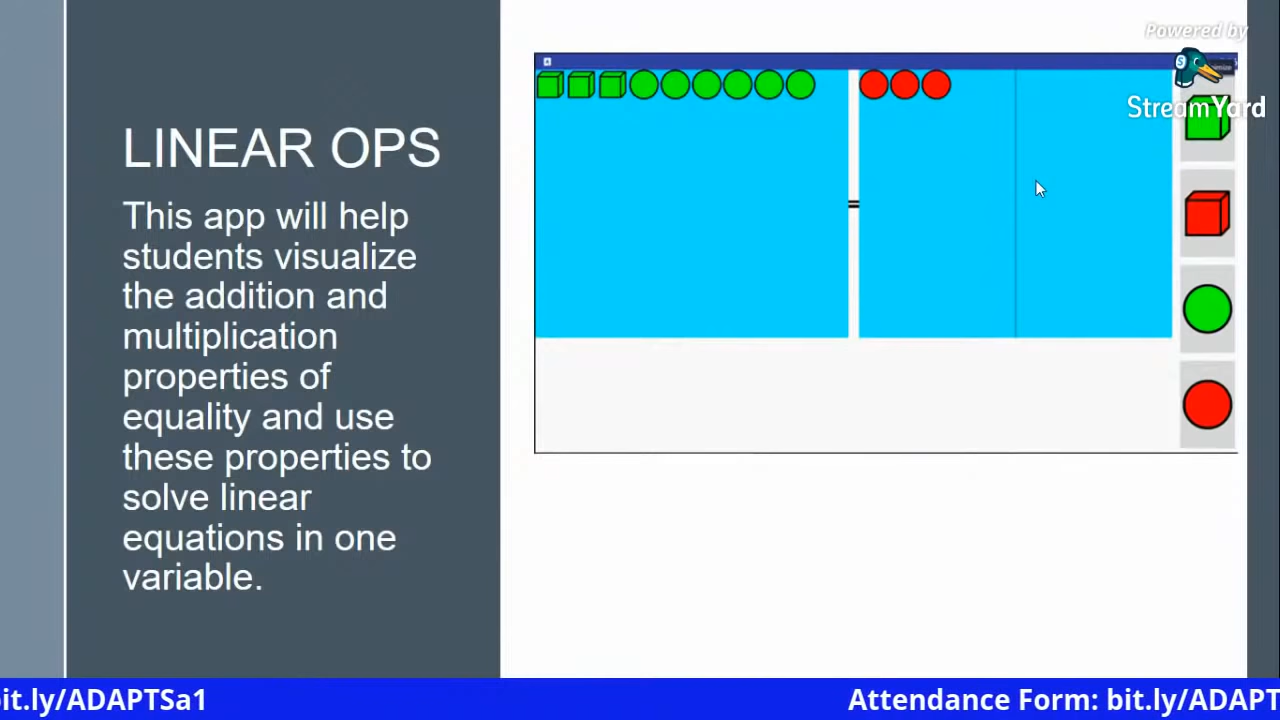 Powered by
StreamYard
LINEAR OPS
This app will help
students visualize
the addition and
multiplication
properties of
equality and use
these properties to
solve linear
equations in one
variable.
=
bit.ly/ADAPTSa1
Attendance Form: bit.ly/ADAPT